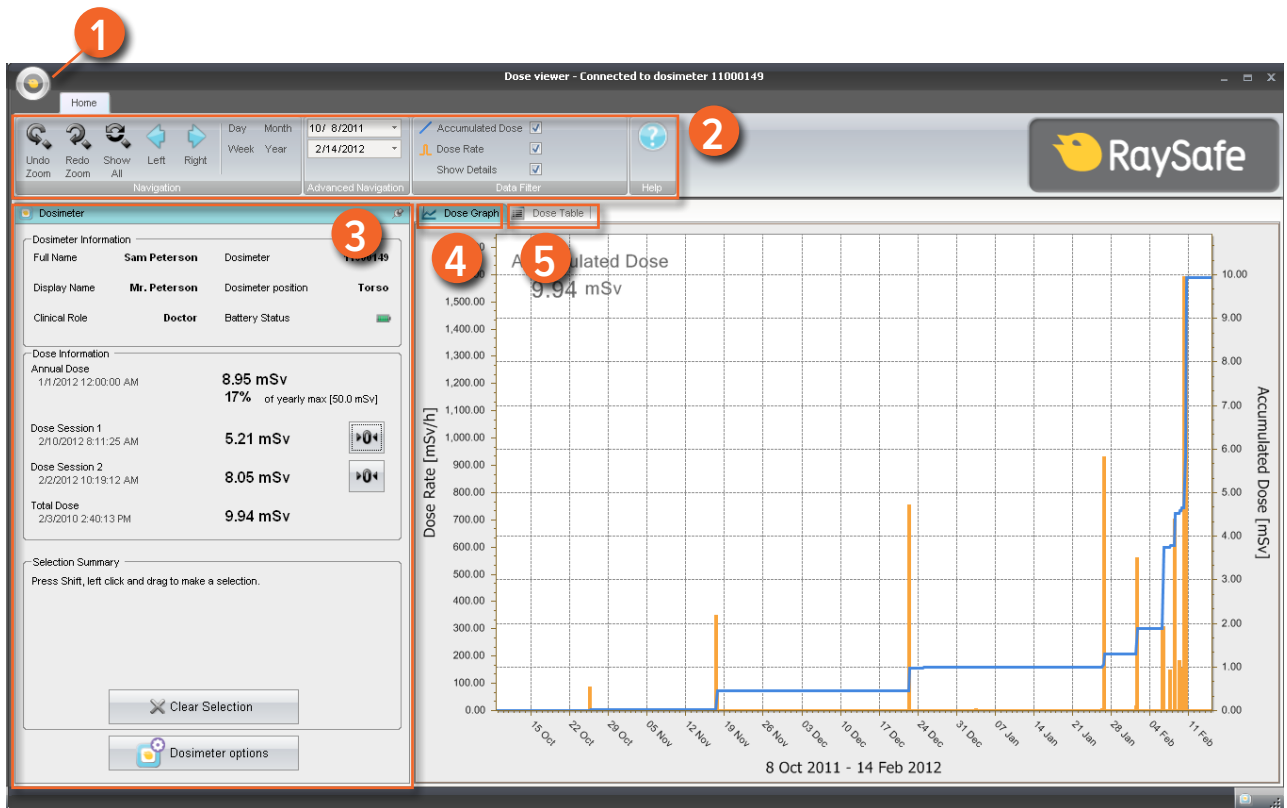 1
Dose viewer - Connected to dosimeter 11000149
Home
Undo Zoom
Redo Zoom
Show All
Left
Right
Navigation
Day Month
Week Year
10/ 8/2011
2/14/2012
Advanced Navigation
Accumulated Dose
Dose Rate
Show Details
Data Filter
?
Help
2
RaySafe
Dosimeter
3
Dosimeter Information
Full Name Sam Peterson Dosimeter 11000149
Display Name Mr. Peterson Dosimeter position Torso
Clinical Role Doctor Battery Status
Dose Information
Annual Dose
1/1/2012 12:00:00 AM
8.95 mSv
17% of yearly max [50.0 mSv]
Dose Session 1
2/10/2012 8:11:25 AM
5.21 mSv
0
Dose Session 2
2/2/2012 10:19:12 AM
8.05 mSv
0
Total Dose
2/3/2010 2:40:13 PM
9.94 mSv
Selection Summary
Press Shift, left click and drag to make a selection.
Clear Selection
Dosimeter options
Dose Graph
4
Dose Table
5
Dose
9.94 mSv
Dose Rate [mSv/h]
1,500.00
1,400.00
1,300.00
1,200.00
1,100.00
1,000.00
900.00
800.00
700.00
600.00
500.00
400.00
300.00
200.00
100.00
0.00
Accumulated Dose [mSv]
10.00
9.00
8.00
7.00
6.00
5.00
4.00
3.00
2.00
1.00
0.00
15 Oct
22 Oct
29 Oct
05 Nov
12 Nov
19 Nov
26 Nov
03 Dec
10 Dec
17 Dec
24 Dec
31 Dec
07 Jan
14 Jan
21 Jan
28 Jan
04 Feb
11 Feb
8 Oct 2011 - 14 Feb 2012